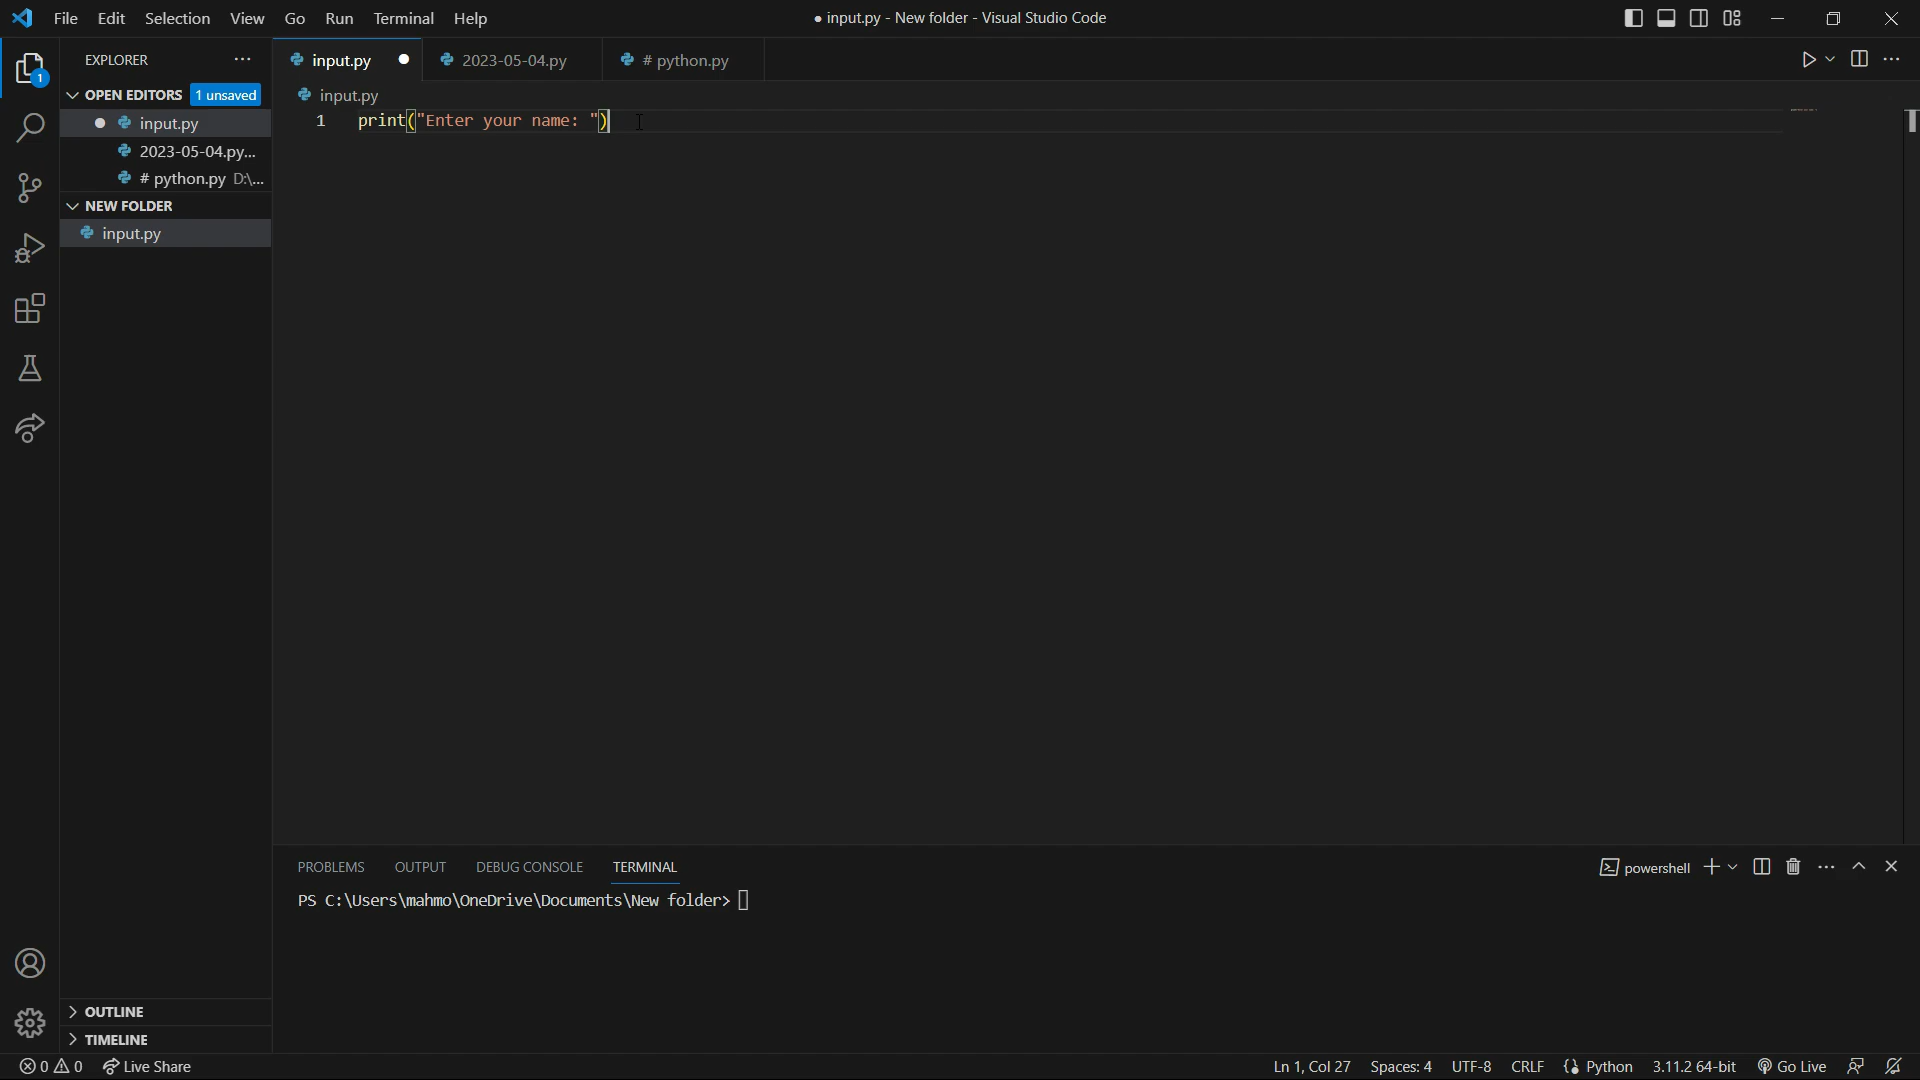 File Edit Selection View Go Run Terminal Help
● input.py - New folder - Visual Studio Code
EXPLORER
input.py
2023-05-04.py
# python.py
OPEN EDITORS 1 unsaved
input.py
2023-05-04.py...
# python.py D:\...
NEW FOLDER
input.py
OUTLINE
TIMELINE
input.py
1 print("Enter your name: ")
PROBLEMS OUTPUT DEBUG CONSOLE TERMINAL
powershell
PS C:\Users\mahmo\OneDrive\Documents\New folder>
1
0 0 Live Share
Ln 1, Col 27 Spaces: 4 UTF-8 CRLF Python 3.11.2 64-bit Go Live